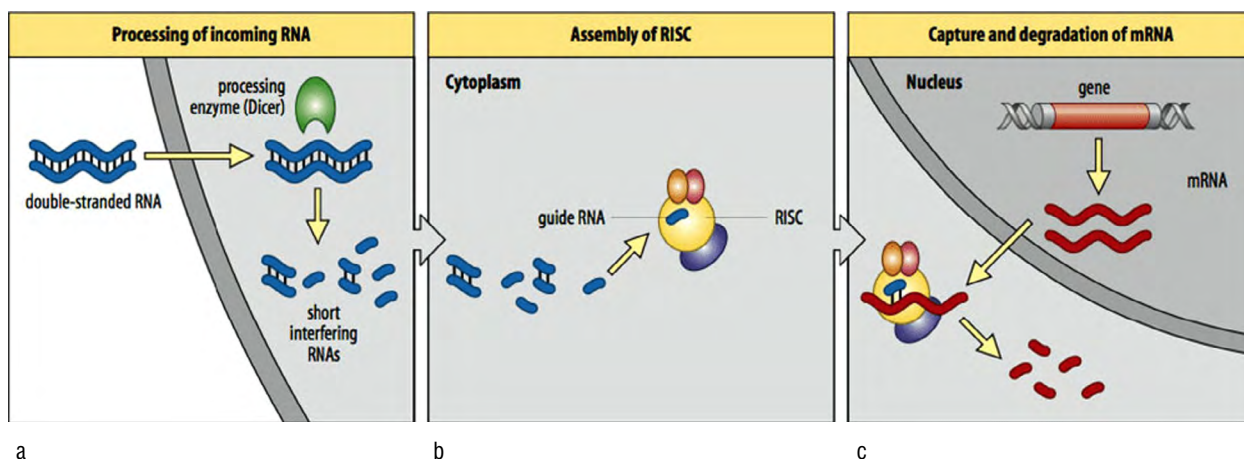 Processing of incoming RNA
processing
enzyme (Dicer)
double-stranded RNA
short
interfering
RNAs
Assembly of RISC
Cytoplasm
guide RNA
RISC
Capture and degradation of mRNA
Nucleus
gene
mRNA
a
b
c